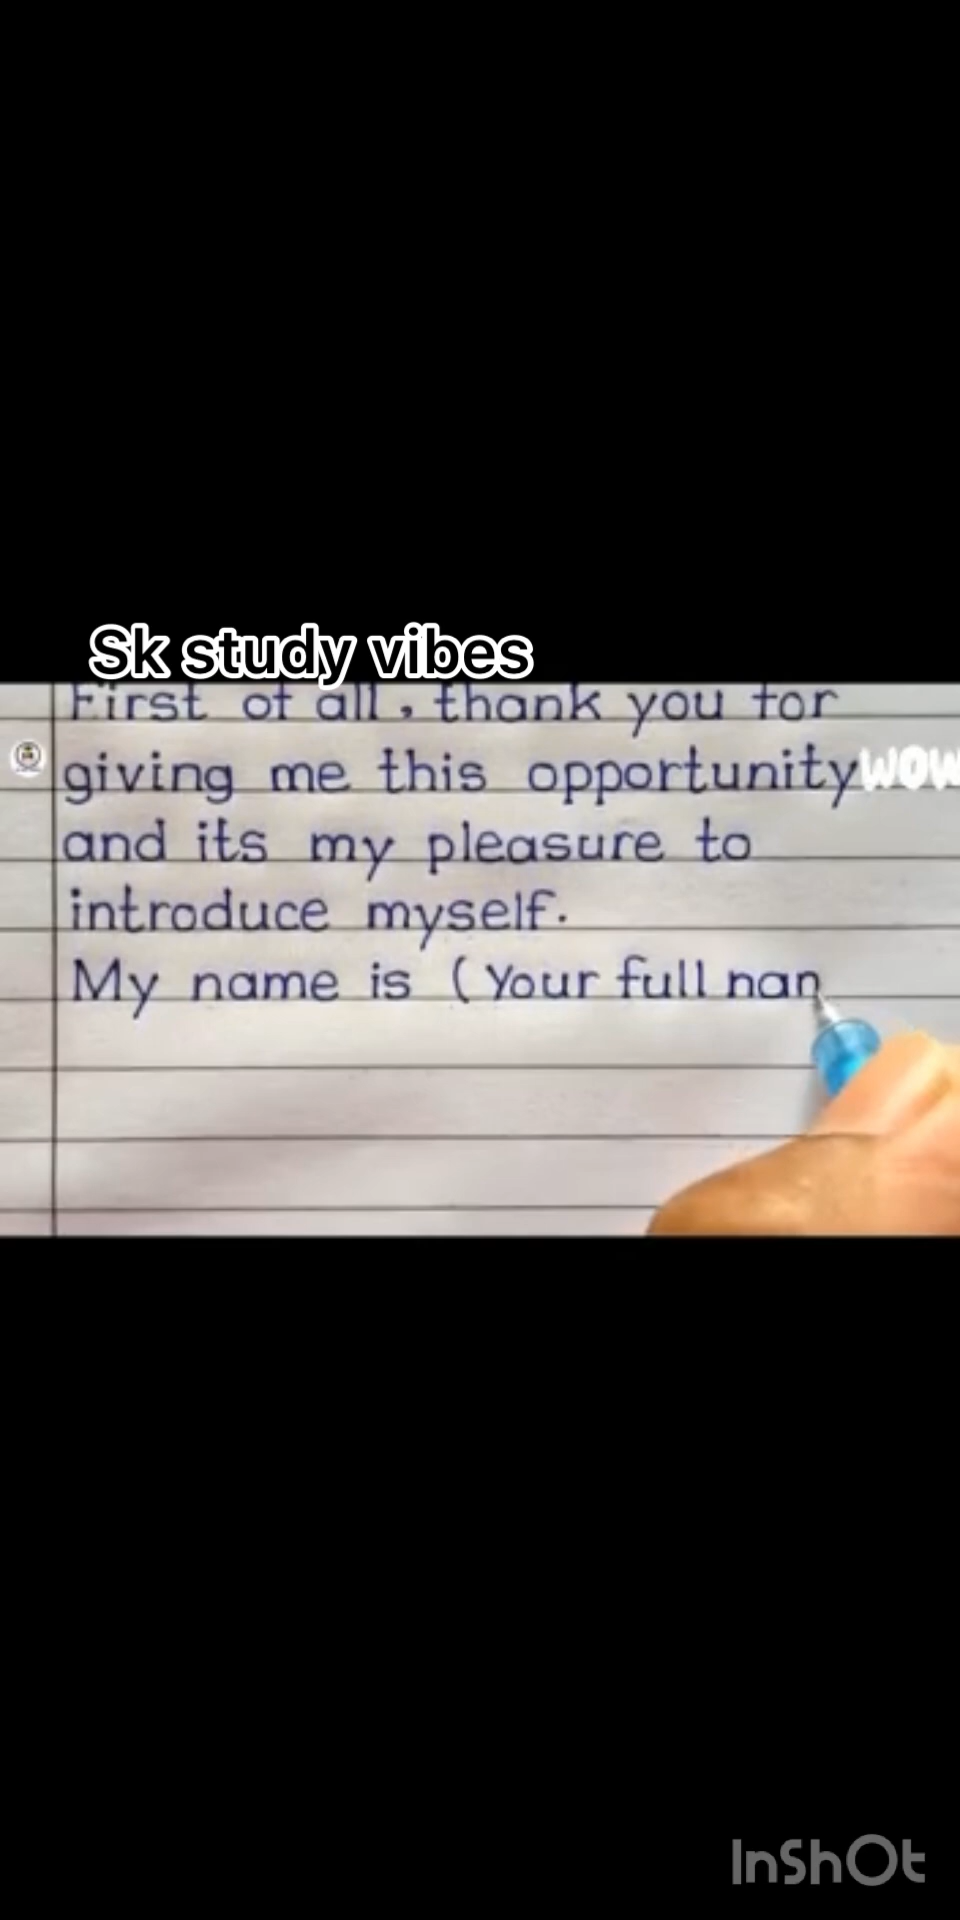 Sk study vibes
First of all, thank you for
giving me this opportunity WOW
and its my pleasure to
introduce myself.
My name is ( Your full nan
InShOt